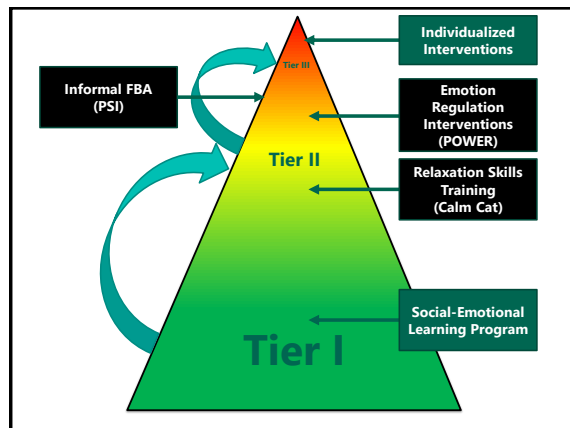 Individualized
Interventions
Tier III
Informal FBA
(PSI)
Emotion
Regulation
Interventions
(POWER)
Tier II
Relaxation Skills
Training
(Calm Cat)
Social-Emotional
Learning Program
Tier I